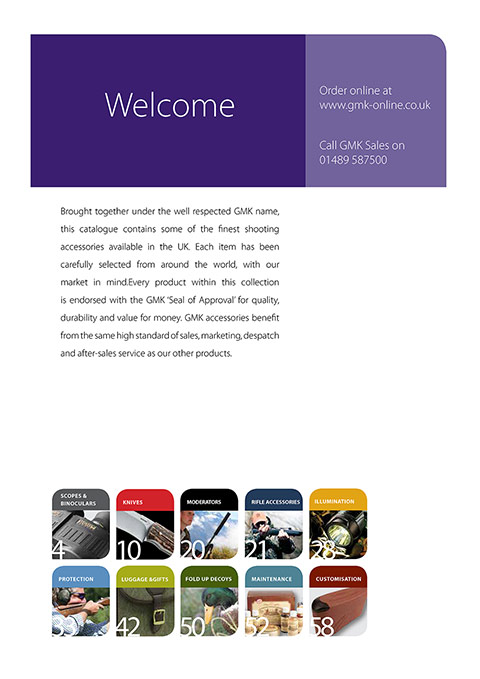 Welcome
Order online at
www.gmk-online.co.uk
Call GMK Sales on
01489 587500
Brought together under the well respected GMK name,
this catalogue contains some of the finest shooting
accessories available in the UK. Each item has been
carefully selected from around the world, with our
market in mind.Every product within this collection
is endorsed with the GMK ‘Seal of Approval’ for quality,
durability and value for money. GMK accessories benefit
from the same high standard of sales, marketing, despatch
and after-sales service as our other products.
SCOPES &
BINOCULARS
4
KNIVES
10
MODERATORS
20
RIFLE ACCESSORIES
21
ILLUMINATION
28
PROTECTION
33
LUGGAGE &GIFTS
42
FOLD UP DECOYS
50
MAINTENANCE
52
CUSTOMISATION
58